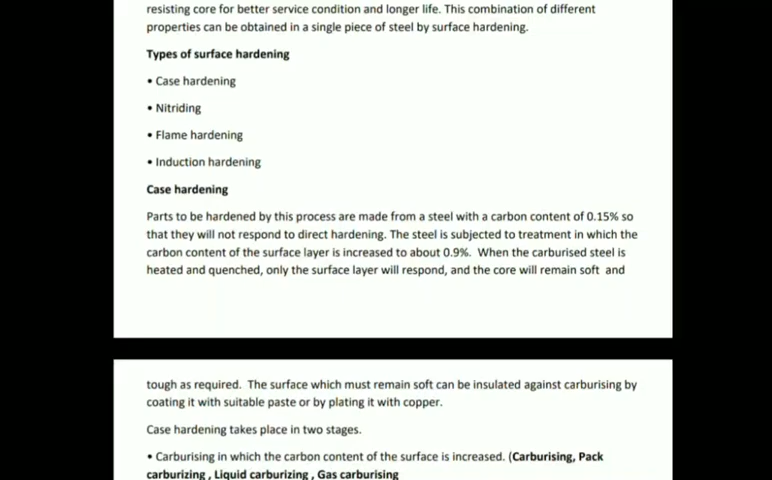 resisting core for better service condition and longer life. This combination of different
properties can be obtained in a single piece of steel by surface hardening.
Types of surface hardening
• Case hardening
• Nitriding
• Flame hardening
• Induction hardening
Case hardening
Parts to be hardened by this process are made from a steel with a carbon content of 0.15% so
that they will not respond to direct hardening. The steel is subjected to treatment in which the
carbon content of the surface layer is increased to about 0.9%. When the carburised steel is
heated and quenched, only the surface layer will respond, and the core will remain soft and
tough as required. The surface which must remain soft can be insulated against carburising by
coating it with suitable paste or by plating it with copper.
Case hardening takes place in two stages.
• Carburising in which the carbon content of the surface is increased. (Carburising, Pack
carburizing , Liquid carburizing , Gas carburising